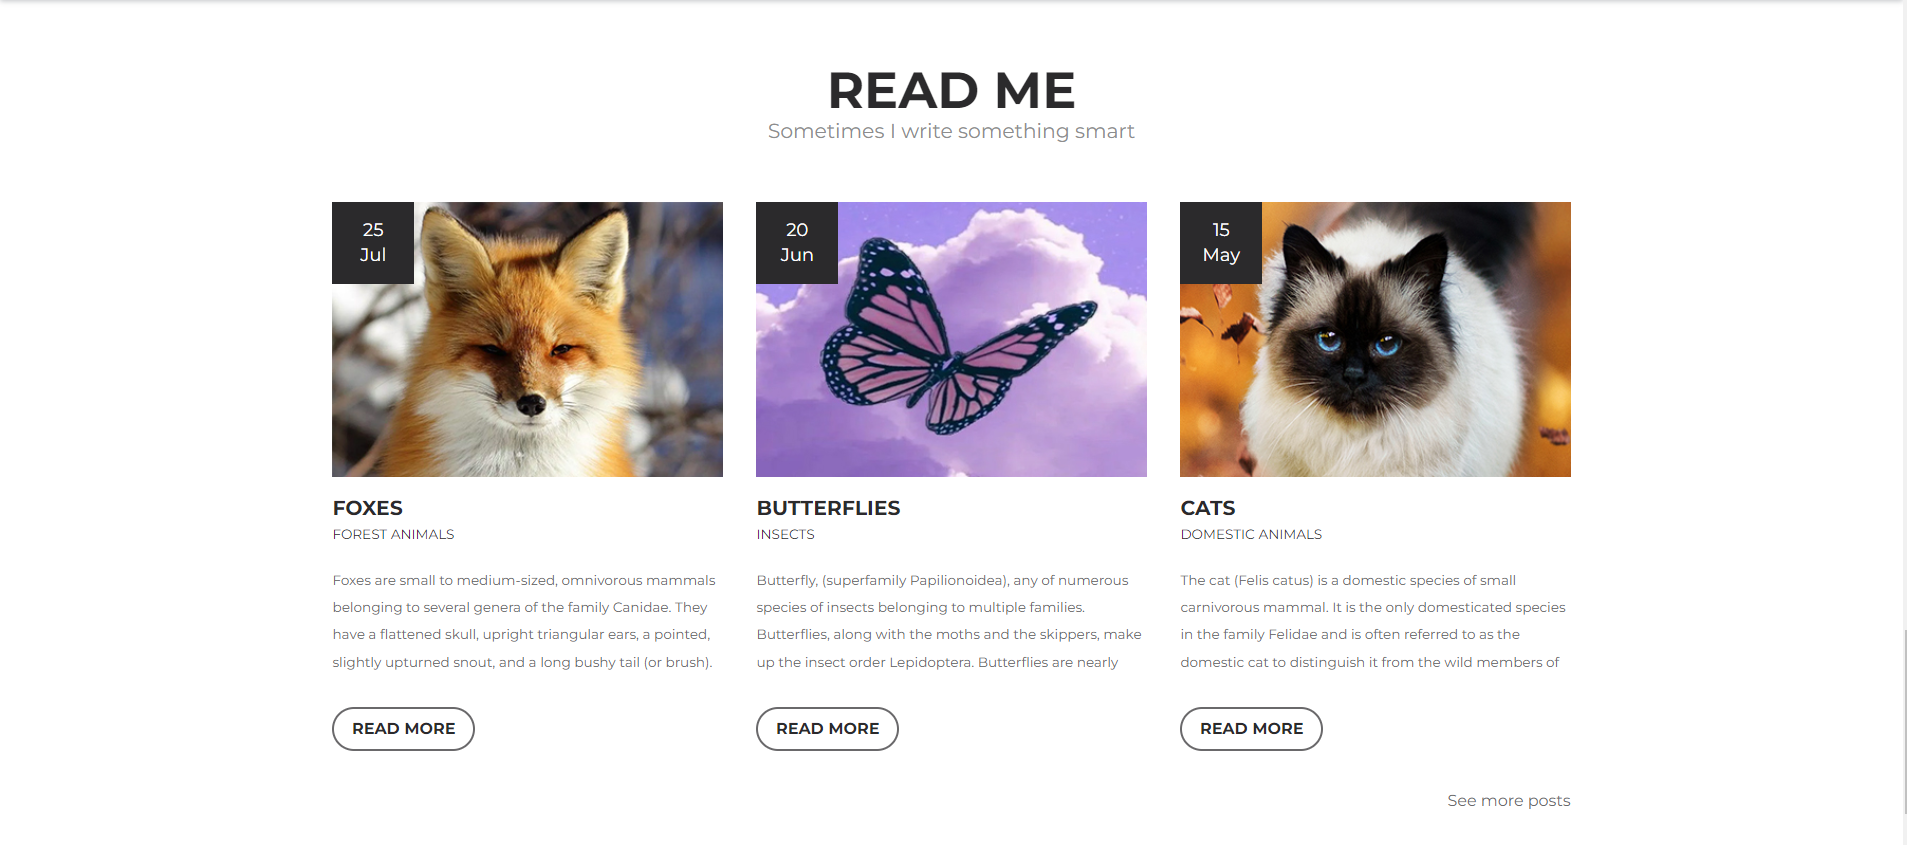 READ ME
Sometimes I write something smart
25
Jul
FOXES
FOREST ANIMALS
Foxes are small to medium-sized, omnivorous mammals
belonging to several genera of the family Canidae. They
have a flattened skull, upright triangular ears, a pointed,
slightly upturned snout, and a long bushy tail (or brush).
READ MORE
20
Jun
BUTTERFLIES
INSECTS
Butterfly, (superfamily Papilionoidea), any of numerous
species of insects belonging to multiple families.
Butterflies, along with the moths and the skippers, make
up the insect order Lepidoptera. Butterflies are nearly
READ MORE
15
May
CATS
DOMESTIC ANIMALS
The cat (Felis catus) is a domestic species of small
carnivorous mammal. It is the only domesticated species
in the family Felidae and is often referred to as the
domestic cat to distinguish it from the wild members of
READ MORE
See more posts